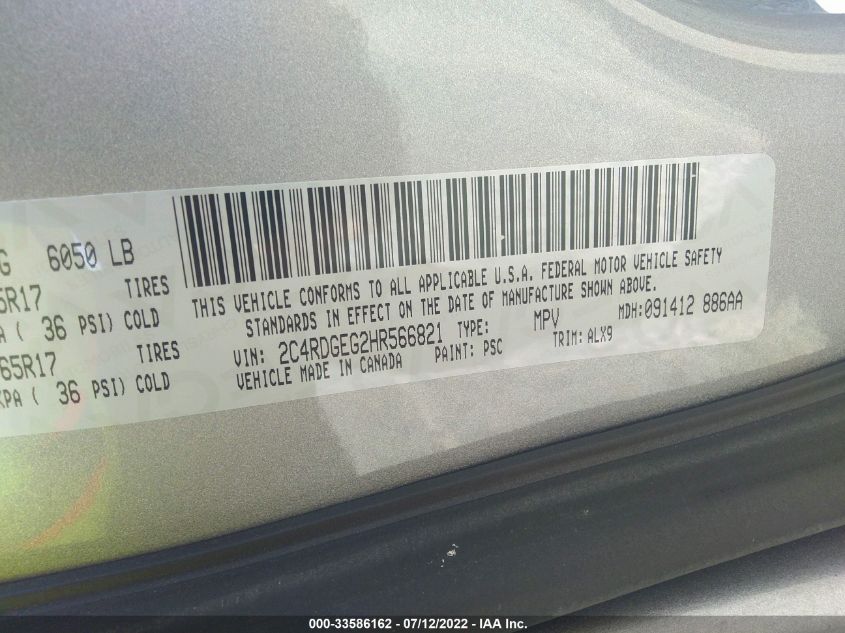 G 6050 LB
5R17 TIRES
PA ( 36 PSI) COLD
65R17 TIRES
KPA ( 36 PSI) COLD
THIS VEHICLE CONFORMS TO ALL APPLICABLE U.S.A. FEDERAL MOTOR VEHICLE SAFETY
STANDARDS IN EFFECT ON THE DATE OF MANUFACTURE SHOWN ABOVE.
VIN: 2C4RDGEG2HR566821 TYPE: MPV MDH:091412 886AA
VEHICLE MADE IN CANADA PAINT: PSC TRIM: ALX9
000-33586162 - 07/12/2022 - IAA Inc.